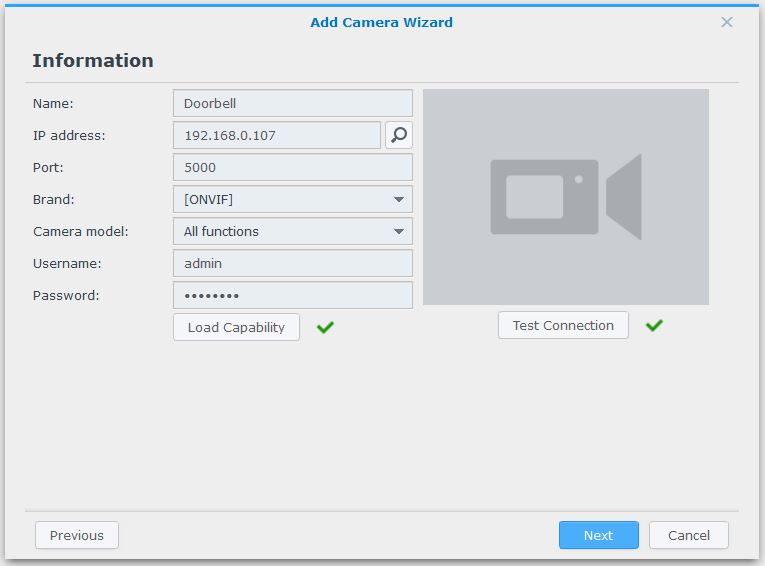 Add Camera Wizard
Information
Name: Doorbell
IP address: 192.168.0.107
Port: 5000
Brand: [ONVIF]
Camera model: All functions
Username: admin
Password: ••••••••
Load Capability
Test Connection
Previous
Next
Cancel